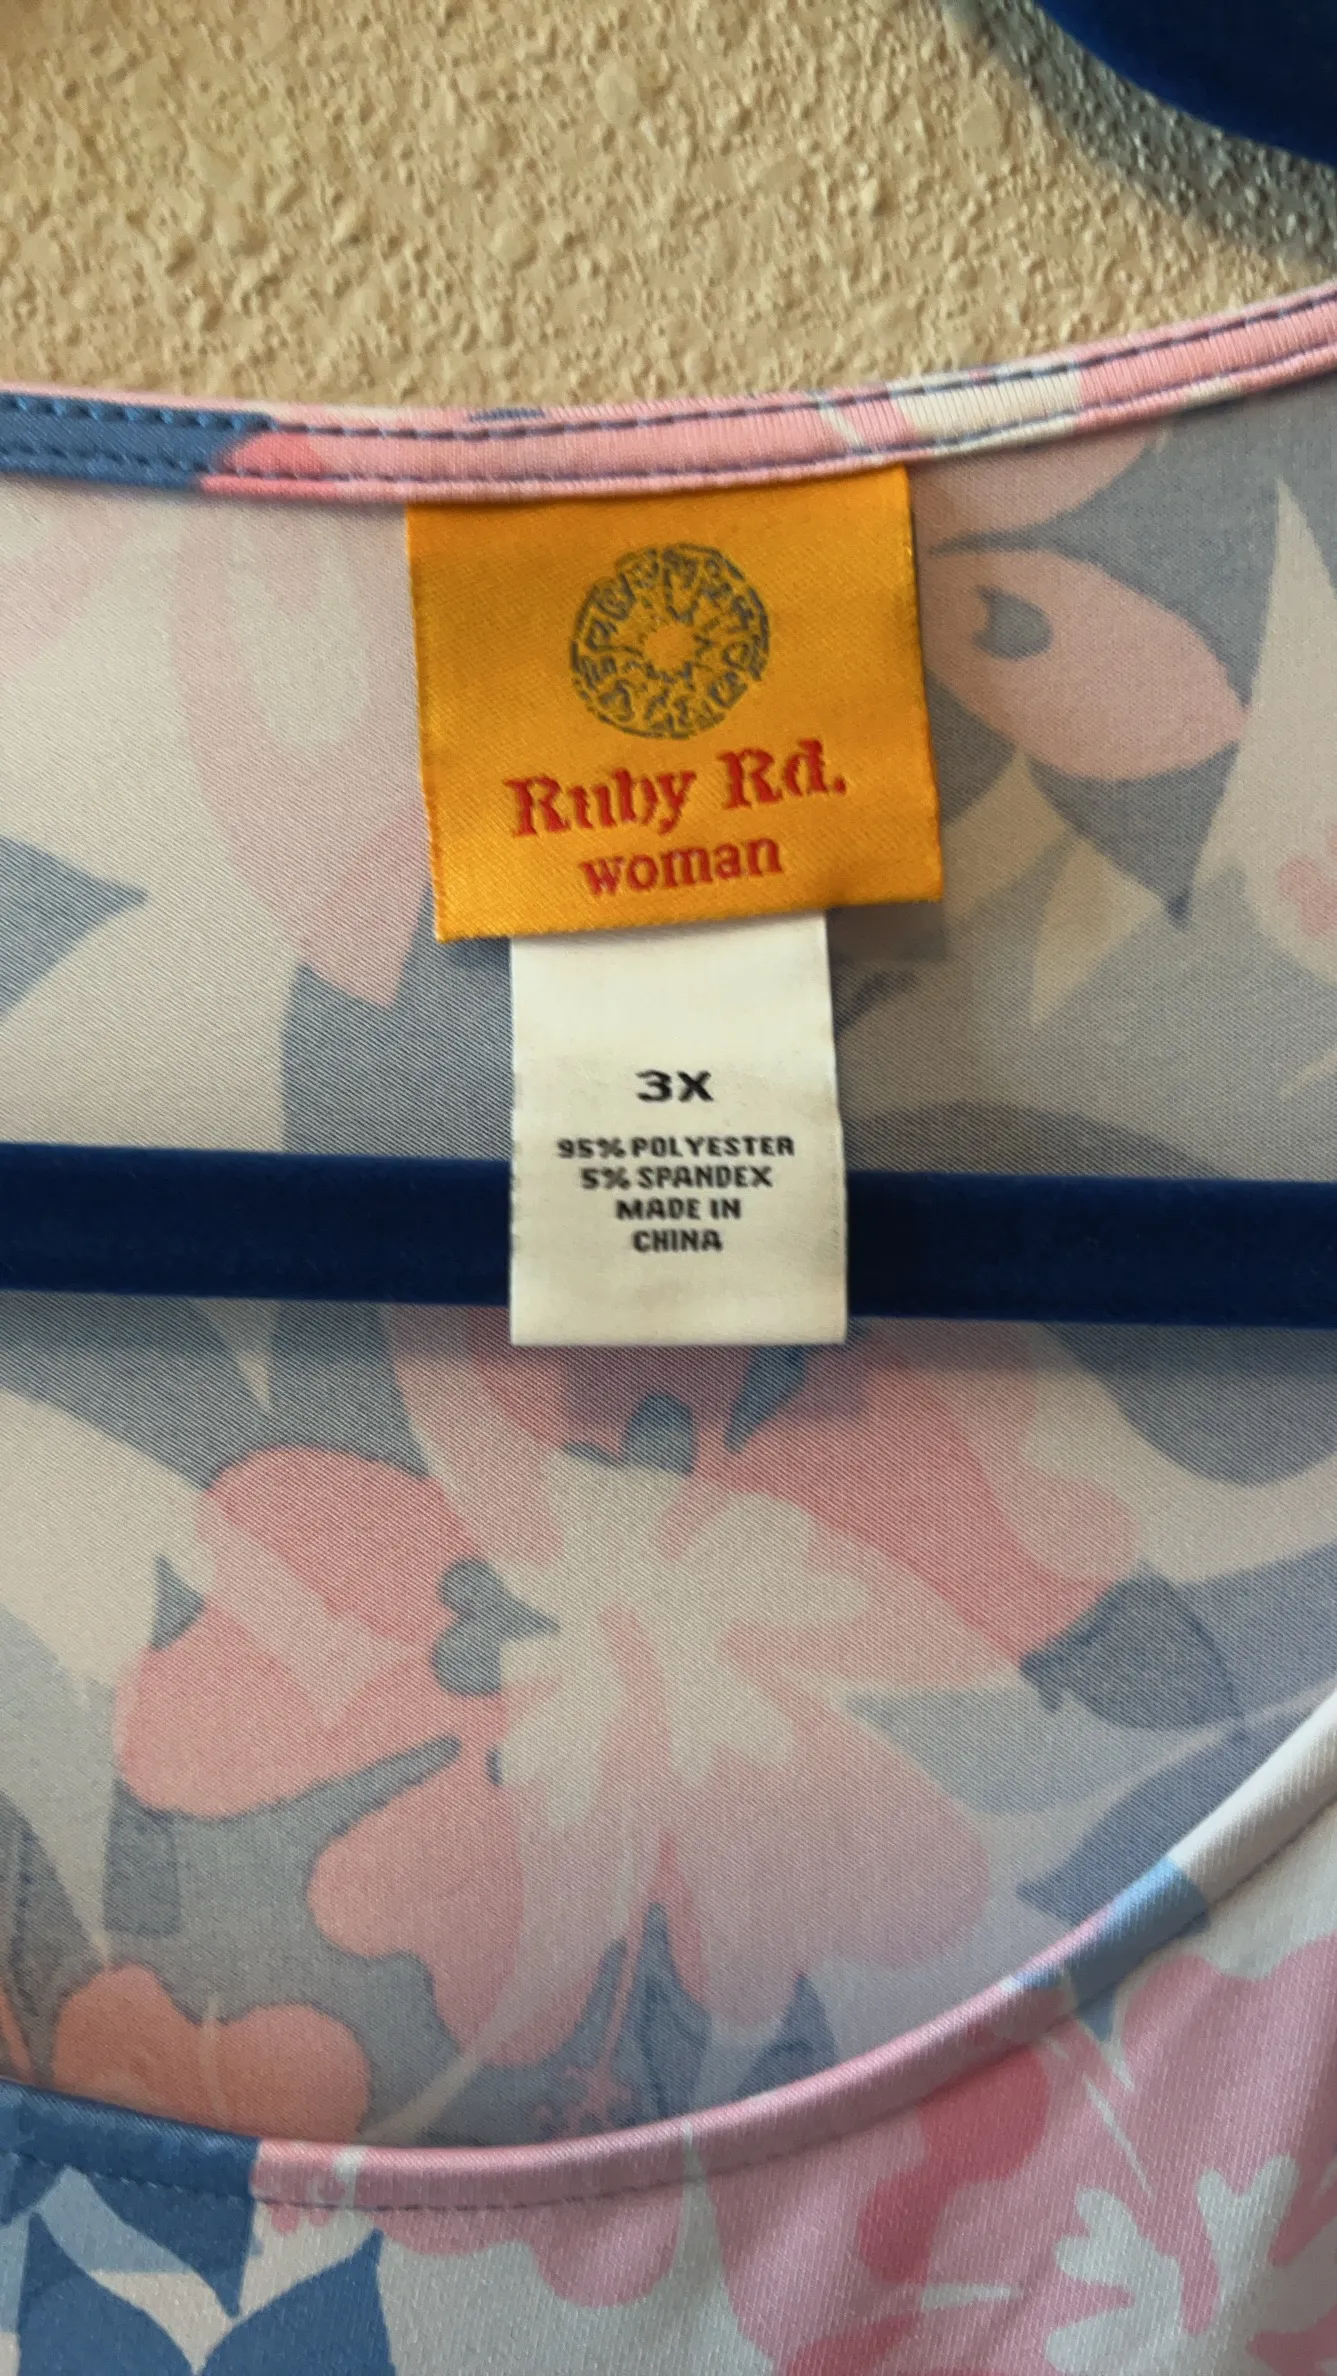 Ruby Rd.
woman
3X
95% POLYESTER
5% SPANDEX
MADE IN
CHINA